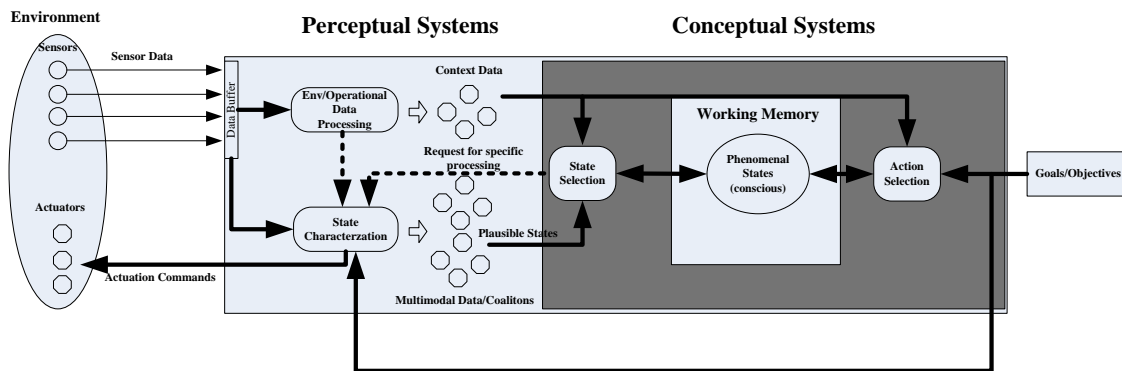 Environment
Perceptual Systems
Conceptual Systems
Sensors
Sensor Data
Data Buffer
Env/Operational
Data
Processing
Context Data
Request for specific
processing
State
Characterzation
Plausible States
Multimodal Data/Coalitons
State
Selection
Working Memory
Phenomenal
States
(conscious)
Action
Selection
Goals/Objectives
Actuators
Actuation Commands